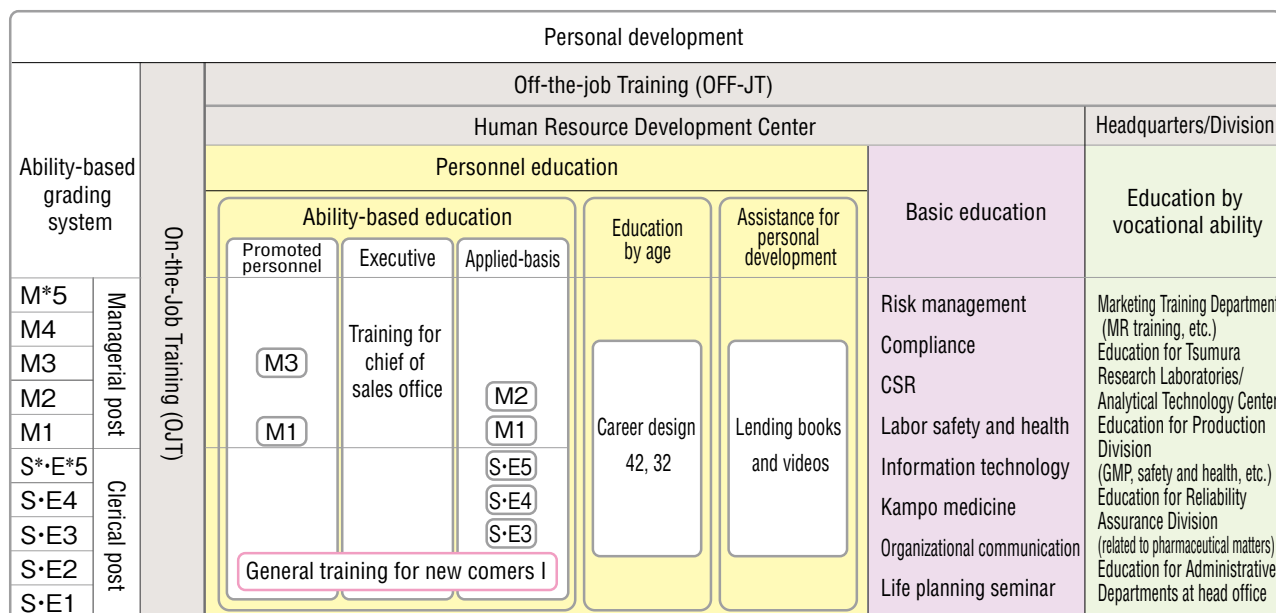 Personal development
Off-the-job Training (OFF-JT)
Human Resource Development Center
Headquarters/Division
Ability-based
grading
system
On-the-Job Training (OJT)
Personnel education
Ability-based education
Promoted
personnel
Executive
Applied-basis
Education
by age
Assistance for
personal
development
Basic education
Education by
vocational ability
M*5
M4
M3
M2
M1
Managerial post
S*・E*5
S・E4
S・E3
S・E2
S・E1
Clerical post
M3
M1
Training for
chief of
sales office
M2
M1
S・E5
S・E4
S・E3
General training for new comers I
Career design
42, 32
Lending books
and videos
Risk management
Compliance
CSR
Labor safety and health
Information technology
Kampo medicine
Organizational communication
Life planning seminar
Marketing Training Department
(MR training, etc.)
Education for Tsumura
Research Laboratories/
Analytical Technology Center
Education for Production
Division
(GMP, safety and health, etc.)
Education for Reliability
Assurance Division
(related to pharmaceutical matters)
Education for Administrative
Departments at head office